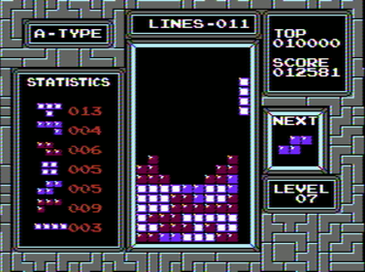 A-TYPE
LINES-011
TOP
010000
SCORE
012581
STATISTICS
013
004
006
005
005
009
003
NEXT
LEVEL
07